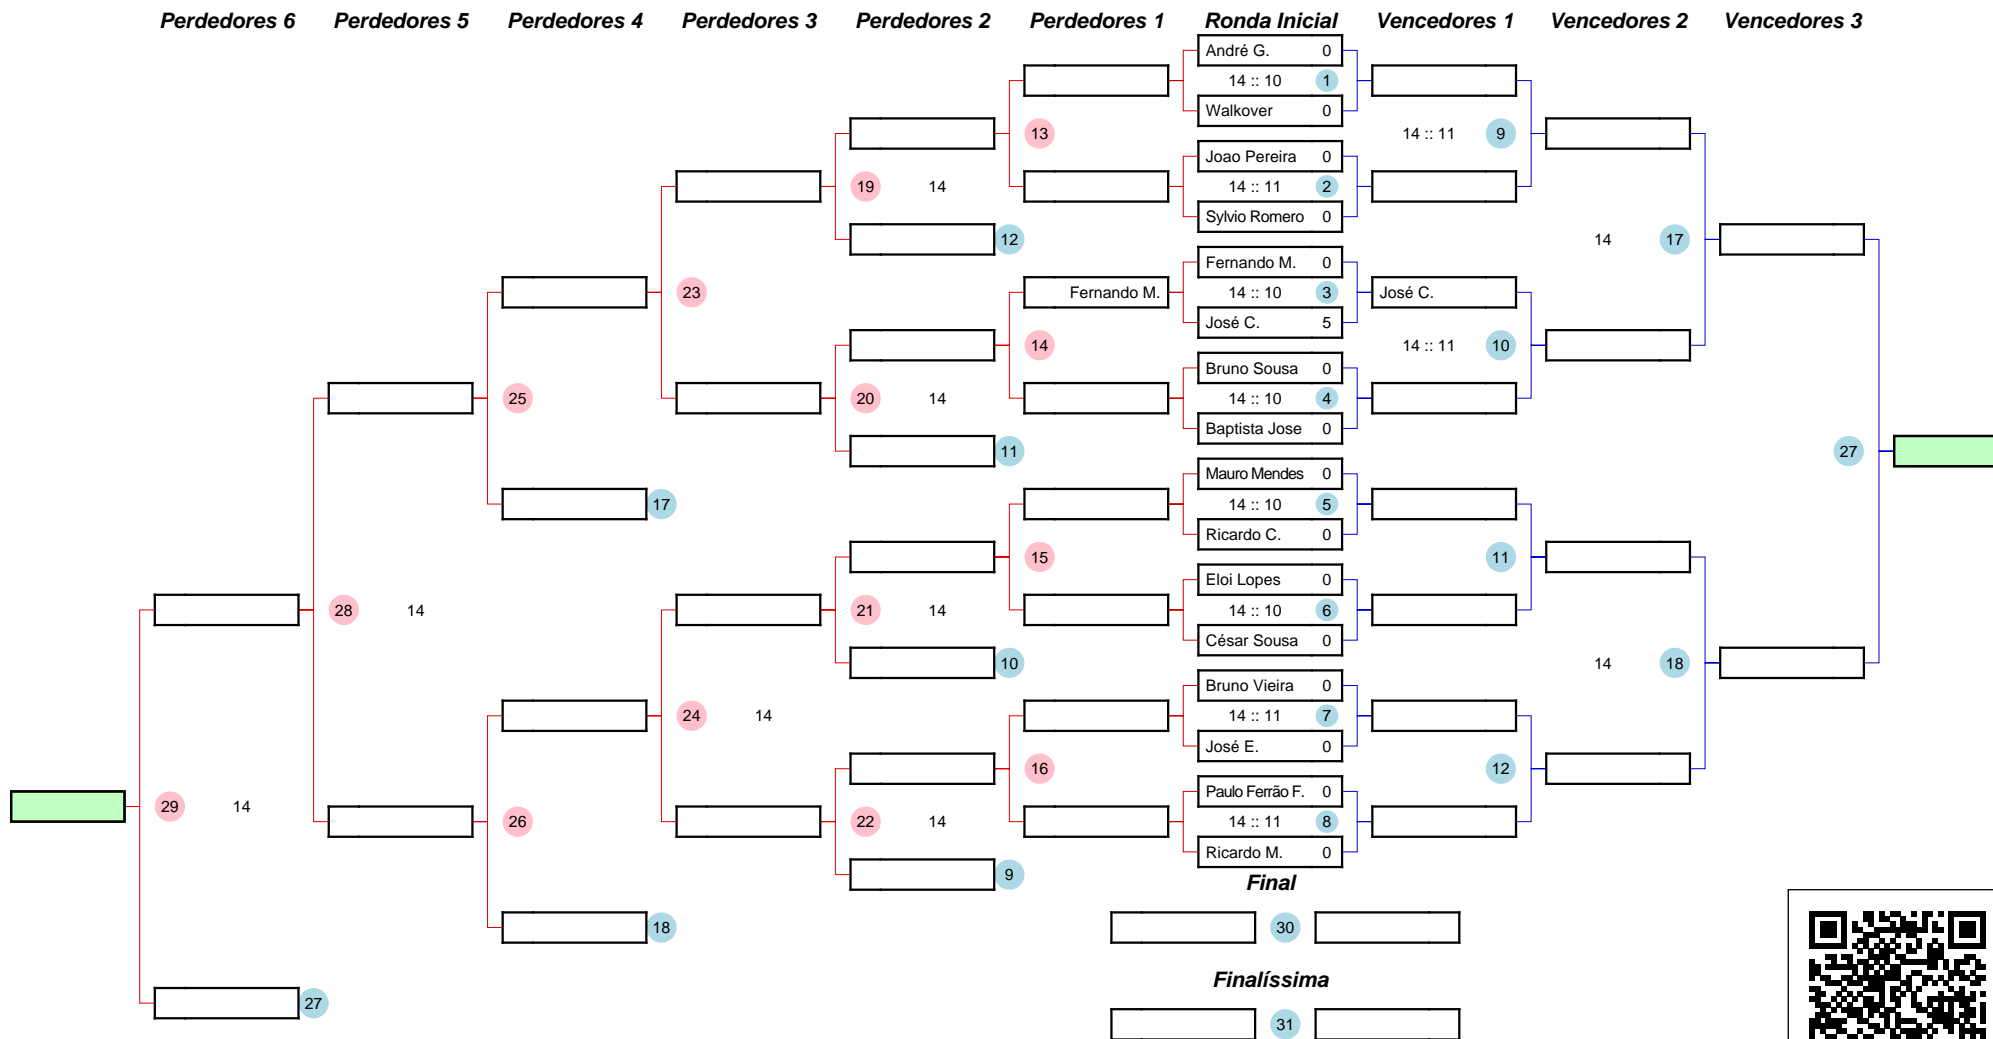 Perdedores 6 Perdedores 5 Perdedores 4 Perdedores 3 Perdedores 2 Perdedores 1 Ronda Inicial Vencedores 1 Vencedores 2 Vencedores 3
André G. 0
14 :: 10 1
Walkover 0
13 14 :: 11 9
Joao Pereira 0
19 14 14 :: 11 2
Sylvio Romero 0
12 14 17
Fernando M. 0
23 Fernando M. 14 :: 10 3 José C.
José C. 5
14 14 :: 11 10
Bruno Sousa 0
25 20 14 14 :: 10 4
Baptista Jose 0
11 27
Mauro Mendes 0
17 14 :: 10 5
Ricardo C. 0
15 11
Eloi Lopes 0
28 14 21 14 14 :: 10 6
César Sousa 0
10 14 18
Bruno Vieira 0
24 14 14 :: 11 7
José E. 0
16 12
Paulo Ferrão F. 0
29 14
26 22 14 14 :: 11 8
Ricardo M. 0
9
Final
18 30
Finalíssima
27
31